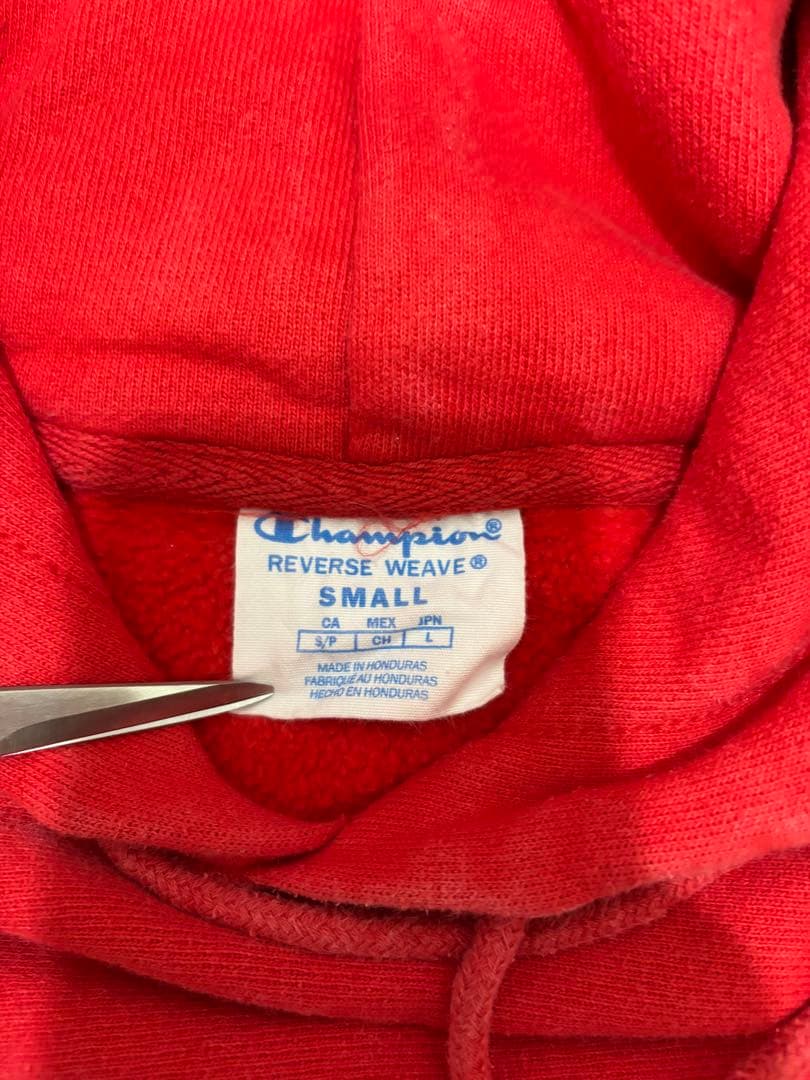 Champion®
REVERSE WEAVE®
SMALL
CA MEX JPN
S/P CH L
MADE IN HONDURAS
FABRIQUÉ AU HONDURAS
HECHO EN HONDURAS